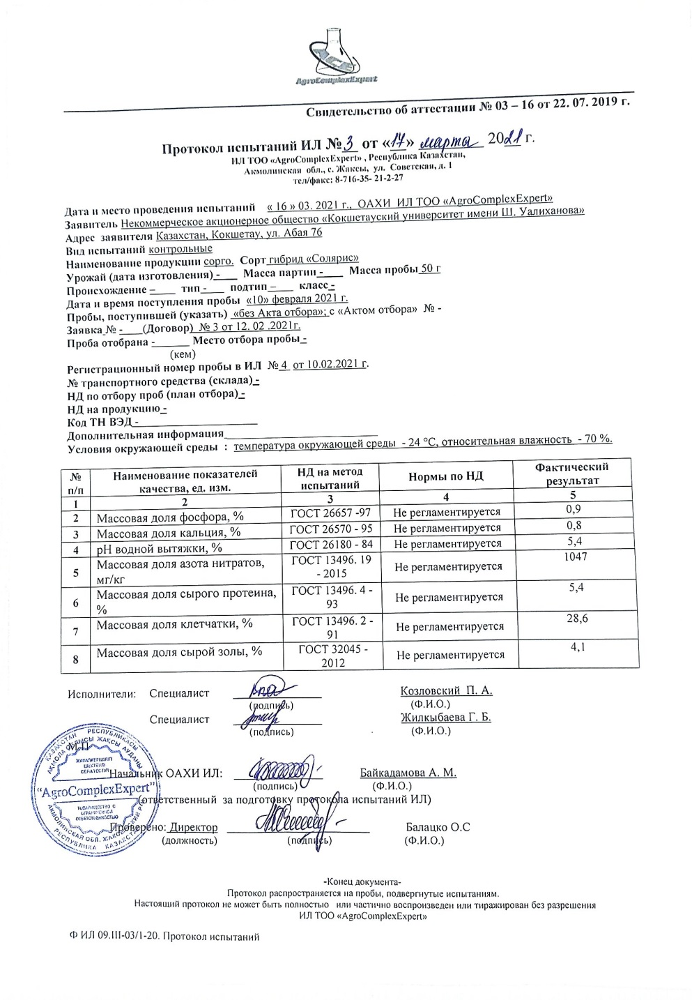 AgroComplexExpert
Свидетельство об аттестации № 03 – 16 от 22. 07. 2019 г.
Протокол испытаний ИЛ № 3 от «17» марта 2021 г.
ИЛ ТОО «AgroComplexExpert» , Республика Казахстан,
Акмолинская обл., с. Жаксы, ул. Советская, д. 1
тел/факс: 8-716-35- 21-2-27
Дата и место проведения испытаний « 16 » 03. 2021 г., ОАХИ ИЛ ТОО «AgroComplexExpert»
Заявитель Некоммерческое акционерное общество «Кокшетауский университет имени Ш. Уалиханова»
Адрес заявителя Казахстан, Кокшетау, ул. Абая 76
Вид испытаний контрольные
Наименование продукции сорго. Сорт гибрид «Солярис»
Урожай (дата изготовления) -____ Масса партии -____ Масса пробы 50 г
Происхождение –____ тип -____ подтип –____ класс -
Дата и время поступления пробы «10» февраля 2021 г.
Пробы, поступившей (указать) «без Акта отбора»; с «Актом отбора» № -
Заявка № -____(Договор) № 3 от 12. 02 .2021г.
Проба отобрана -______ Место отбора пробы -
(кем)
Регистрационный номер пробы в ИЛ № 4 от 10.02.2021 г.
№ транспортного средства (склада) -
НД по отбору проб (план отбора) -
НД на продукцию -
Код ТН ВЭД -______________________
Дополнительная информация___________________________
Условия окружающей среды : температура окружающей среды - 24 °С, относительная влажность - 70 %.
№ п/п Наименование показателей качества, ед. изм. НД на метод испытаний Нормы по НД Фактический результат
1 2 3 4 5
2 Массовая доля фосфора, % ГОСТ 26657 -97 Не регламентируется 0,9
3 Массовая доля кальция, % ГОСТ 26570 - 95 Не регламентируется 0,8
4 рН водной вытяжки, % ГОСТ 26180 - 84 Не регламентируется 5,4
5 Массовая доля азота нитратов, мг/кг ГОСТ 13496. 19 - 2015 Не регламентируется 1047
6 Массовая доля сырого протеина, % ГОСТ 13496. 4 - 93 Не регламентируется 5,4
7 Массовая доля клетчатки, % ГОСТ 13496. 2 - 91 Не регламентируется 28,6
8 Массовая доля сырой золы, % ГОСТ 32045 - 2012 Не регламентируется 4,1
Исполнители: Специалист Козловский П. А.
(подпись) (Ф.И.О.)
Специалист Жилкыбаева Г. Б.
(подпись) (Ф.И.О.)
М.П
Начальник ОАХИ ИЛ: Байкадамова А. М.
(подпись) (Ф.И.О.)
(ответственный за подготовку протокола испытаний ИЛ)
Проверено: Директор Балацко О.С
(должность) (подпись) (Ф.И.О.)
ҚАЗАҚСТАН РЕСПУБЛИКАСЫ
АҚМОЛА ОБЛЫСЫ ЖАҚСЫ АУДАНЫ
ЖАУАПКЕРШІЛІГІ ШЕКТЕУЛІ СЕРІКТЕСТІГІ
"AgroComplexExpert"
ТОВАРИЩЕСТВО С ОГРАНИЧЕННОЙ ОТВЕТСТВЕННОСТЬЮ
АКМОЛИНСКАЯ ОБЛ. ЖАКСЫНСКИЙ
РЕСПУБЛИКА КАЗАХСТАН
-Конец документа-
Протокол распространяется на пробы, подвергнутые испытаниям.
Настоящий протокол не может быть полностью или частично воспроизведен или тиражирован без разрешения
ИЛ ТОО «AgroComplexExpert»
Ф ИЛ 09.III-03/1-20. Протокол испытаний